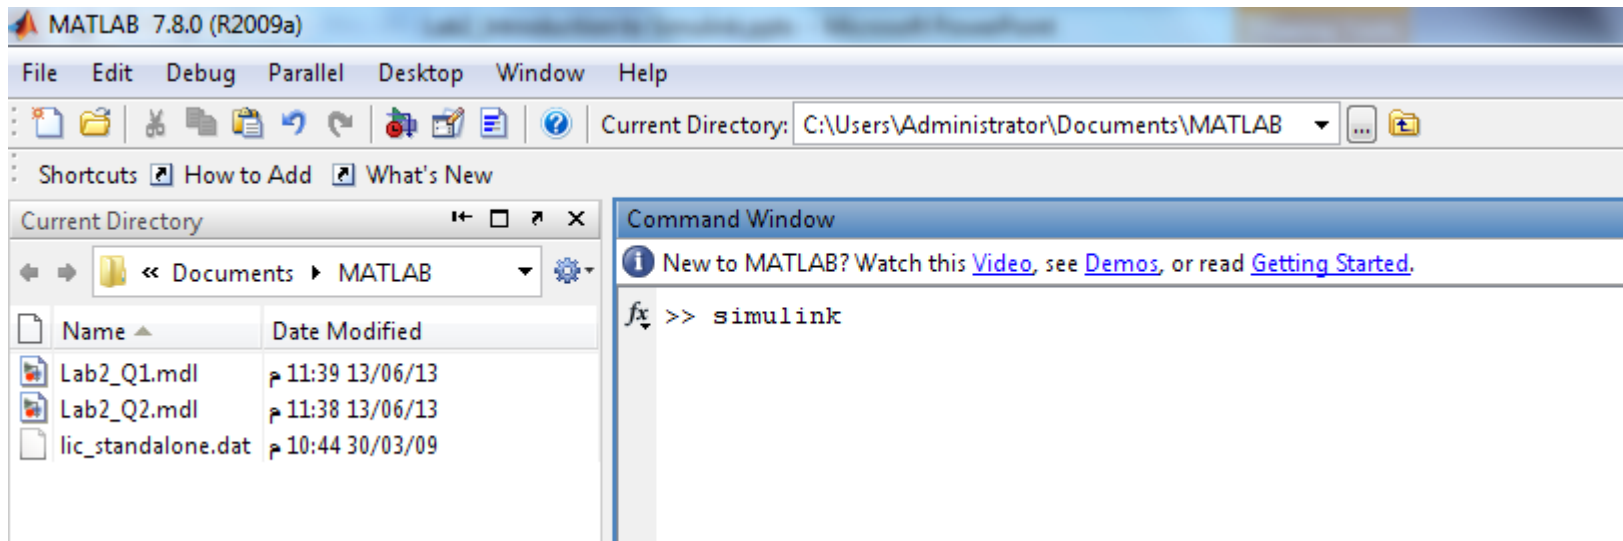 MATLAB 7.8.0 (R2009a)
File Edit Debug Parallel Desktop Window Help
Current Directory: C:\Users\Administrator\Documents\MATLAB ...
Shortcuts How to Add What's New
Current Directory
« Documents MATLAB
Name Date Modified
Lab2_Q1.mdl م 11:39 13/06/13
Lab2_Q2.mdl م 11:38 13/06/13
lic_standalone.dat م 10:44 30/03/09
Command Window
New to MATLAB? Watch this Video, see Demos, or read Getting Started.
fx >> simulink